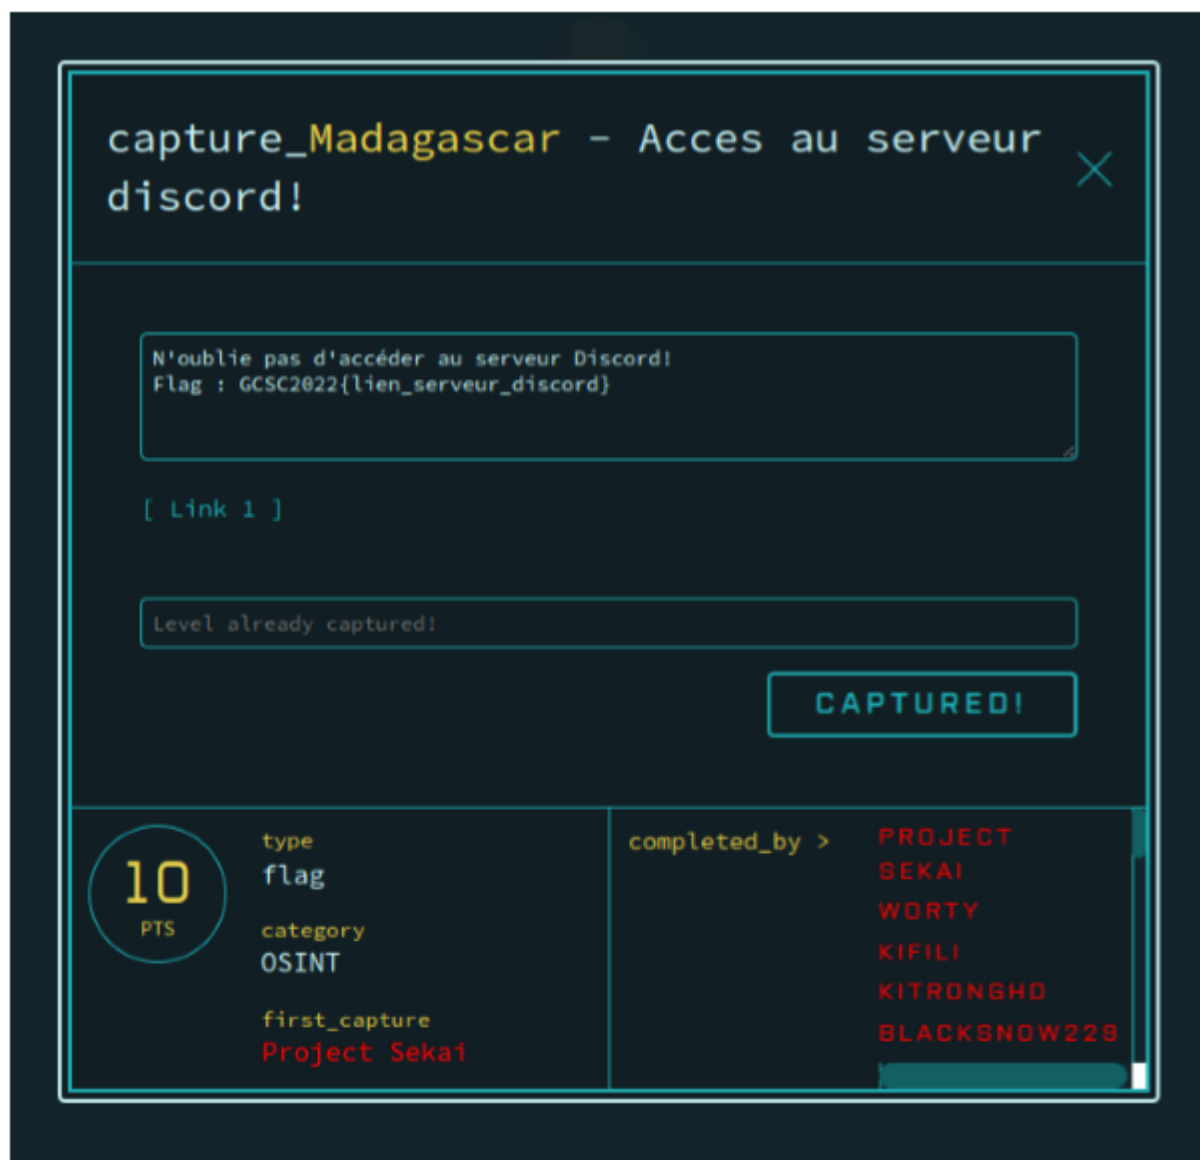 capture_Madagascar - Acces au serveur
discord!
N'oublie pas d'accéder au serveur Discord!
Flag : GCSC2022{lien_serveur_discord}
[ Link 1 ]
Level already captured!
CAPTURED!
10
PTS
type
flag
category
OSINT
first_capture
Project Sekai
completed_by >
PROJECT
SEKAI
WORTY
KIFILI
KITRONGHD
BLACKSNOW229